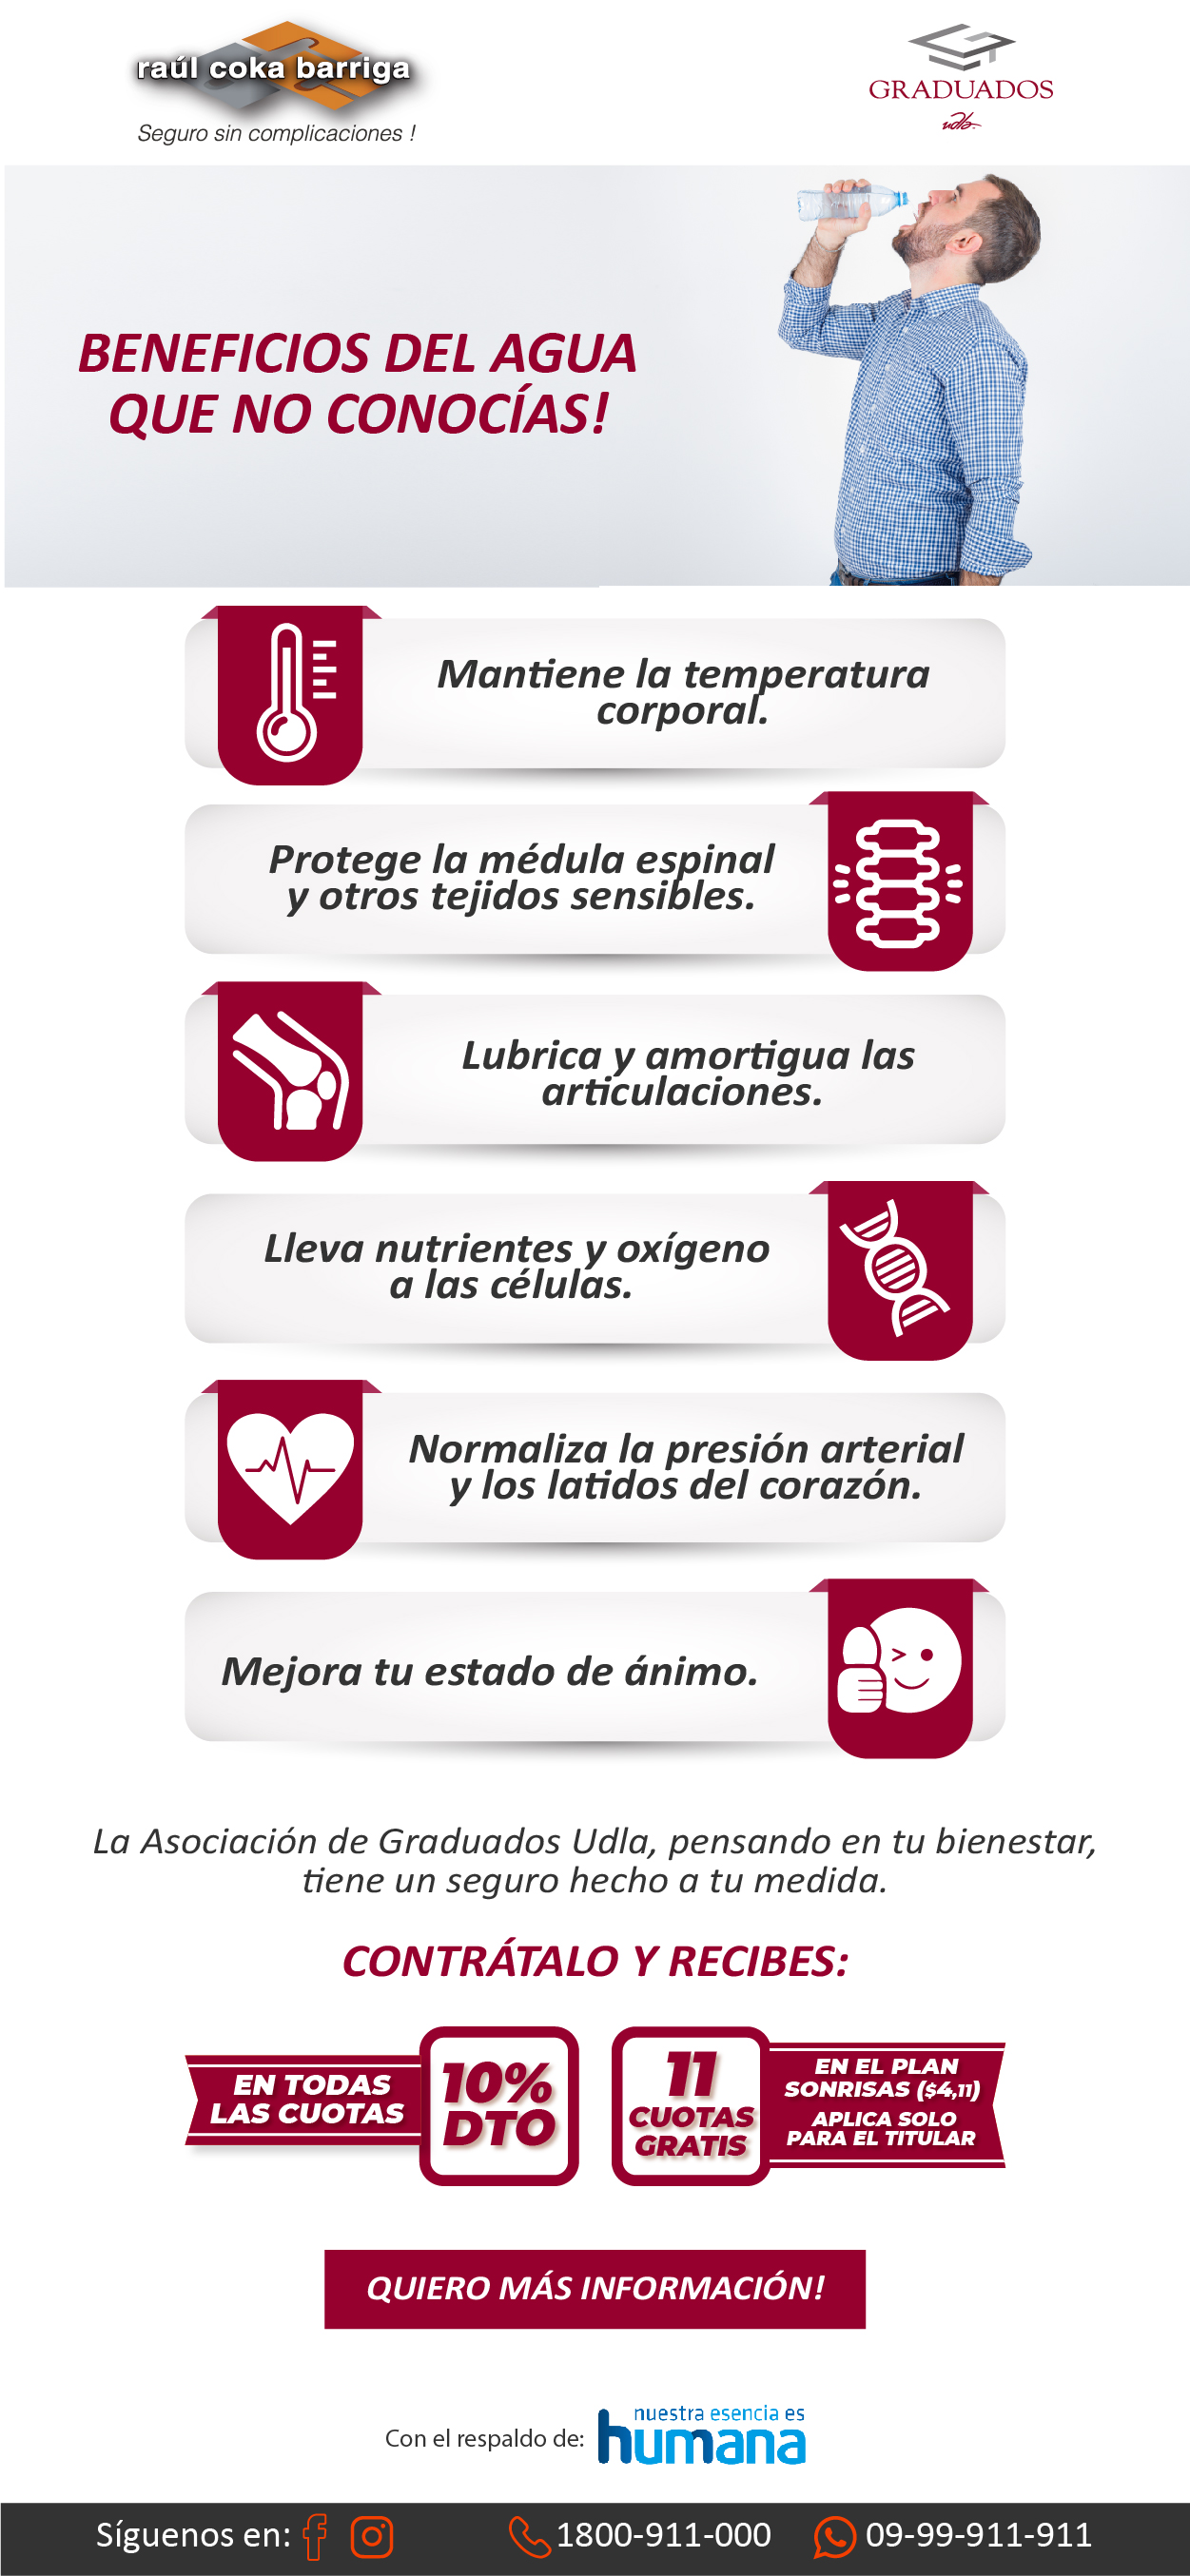 raúl coka barriga
Seguro sin complicaciones !
GRADUADOS
udla
BENEFICIOS DEL AGUA
QUE NO CONOCÍAS!
Mantiene la temperatura
corporal.
Protege la médula espinal
y otros tejidos sensibles.
Lubrica y amortigua las
articulaciones.
Lleva nutrientes y oxígeno
a las células.
Normaliza la presión arterial
y los latidos del corazón.
Mejora tu estado de ánimo.
La Asociación de Graduados Udla, pensando en tu bienestar,
tiene un seguro hecho a tu medida.
CONTRÁTALO Y RECIBES:
EN TODAS
LAS CUOTAS
10%
DTO
11
CUOTAS
GRATIS
EN EL PLAN
SONRISAS ($4,11)
APLICA SOLO
PARA EL TITULAR
QUIERO MÁS INFORMACIÓN!
Con el respaldo de:
nuestra esencia es
humana
Síguenos en:
1800-911-000
09-99-911-911